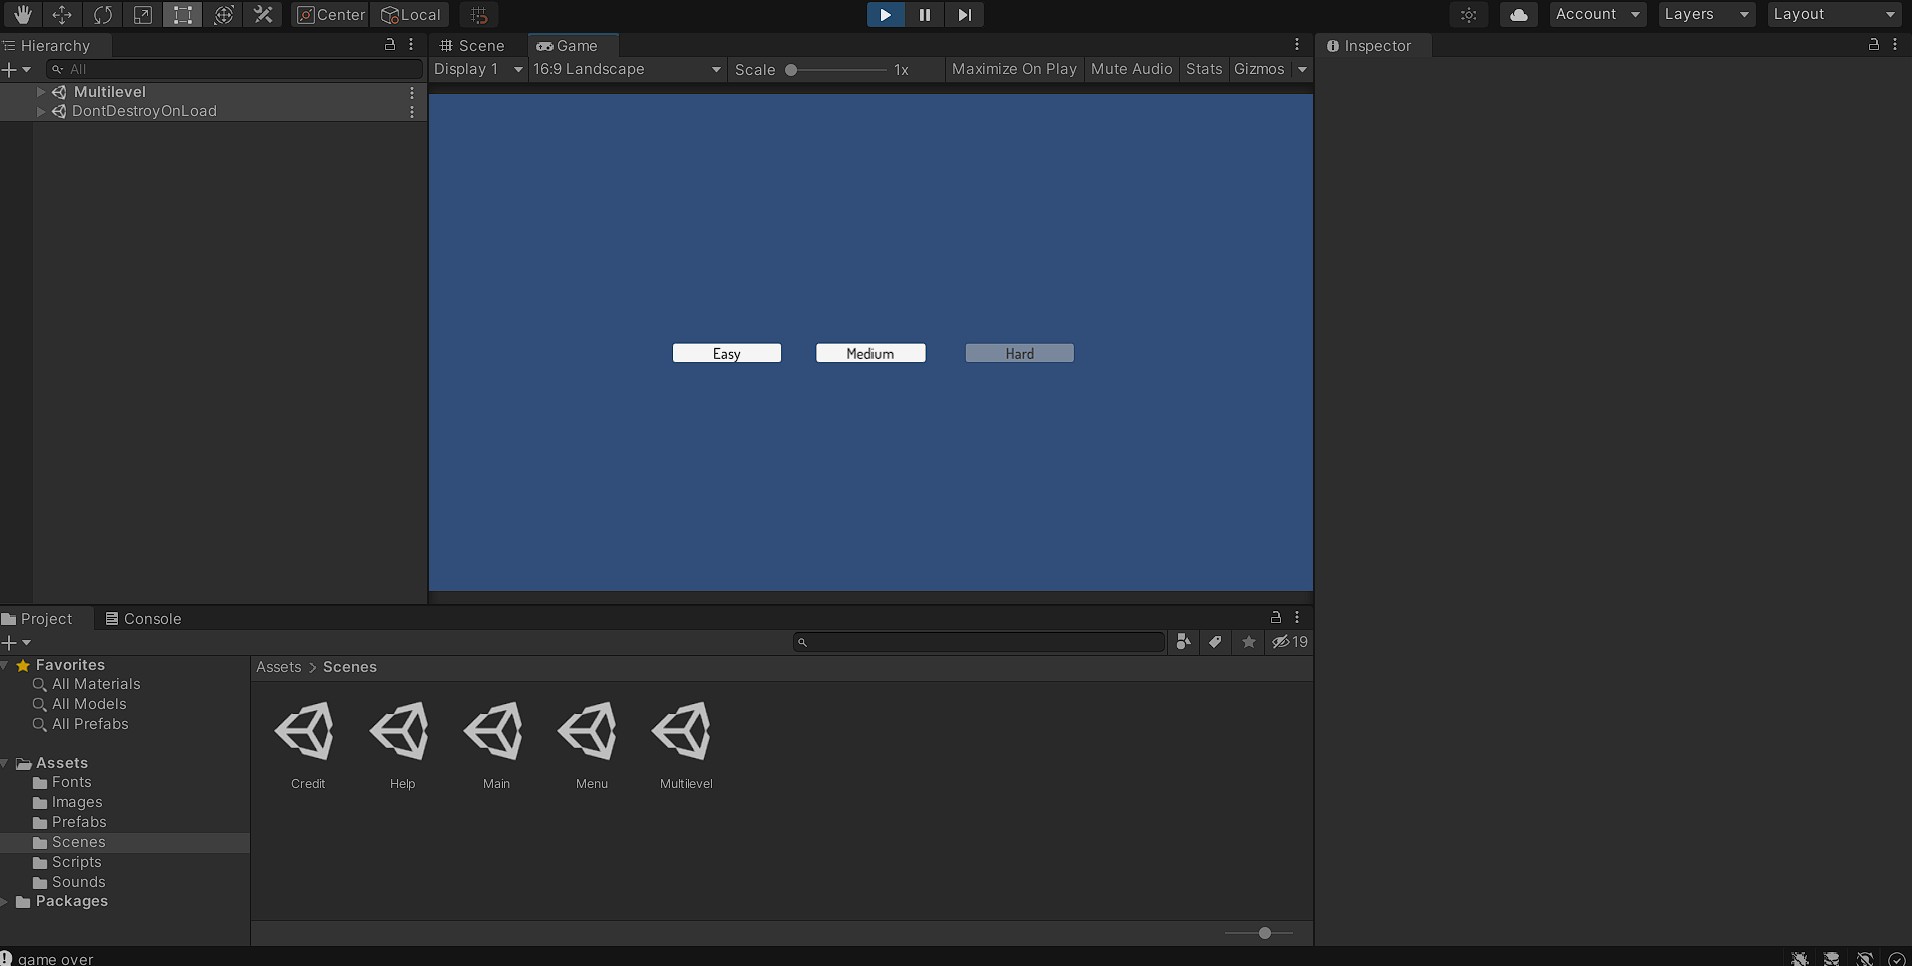 Center Local Account Layers Layout
Hierarchy
All
Multilevel
DontDestroyOnLoad
Scene Game
Display 1 16:9 Landscape Scale 1x Maximize On Play Mute Audio Stats Gizmos
Easy Medium Hard
Inspector
Project Console
19
Favorites
All Materials
All Models
All Prefabs
Assets
Fonts
Images
Prefabs
Scenes
Scripts
Sounds
Packages
Assets > Scenes
Credit Help Main Menu Multilevel
game over